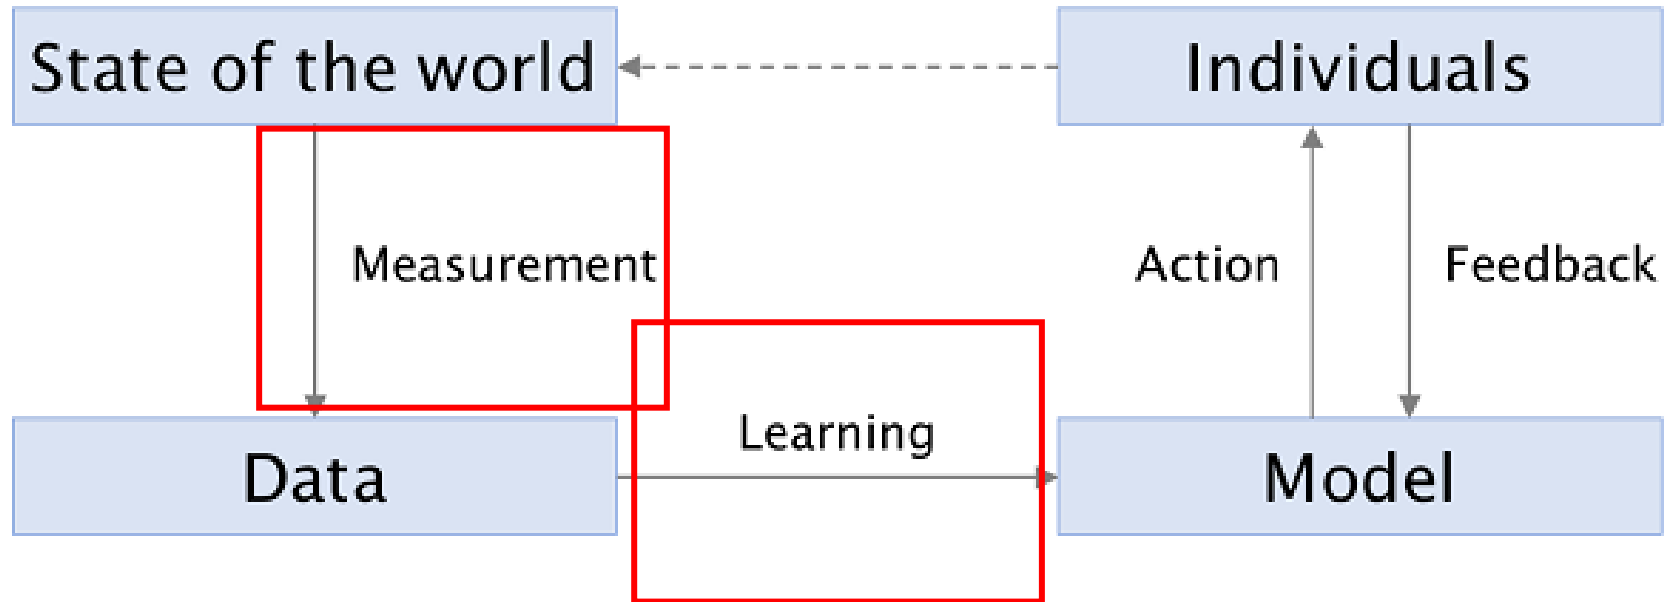 State of the world
Individuals
Measurement
Action
Feedback
Learning
Data
Model